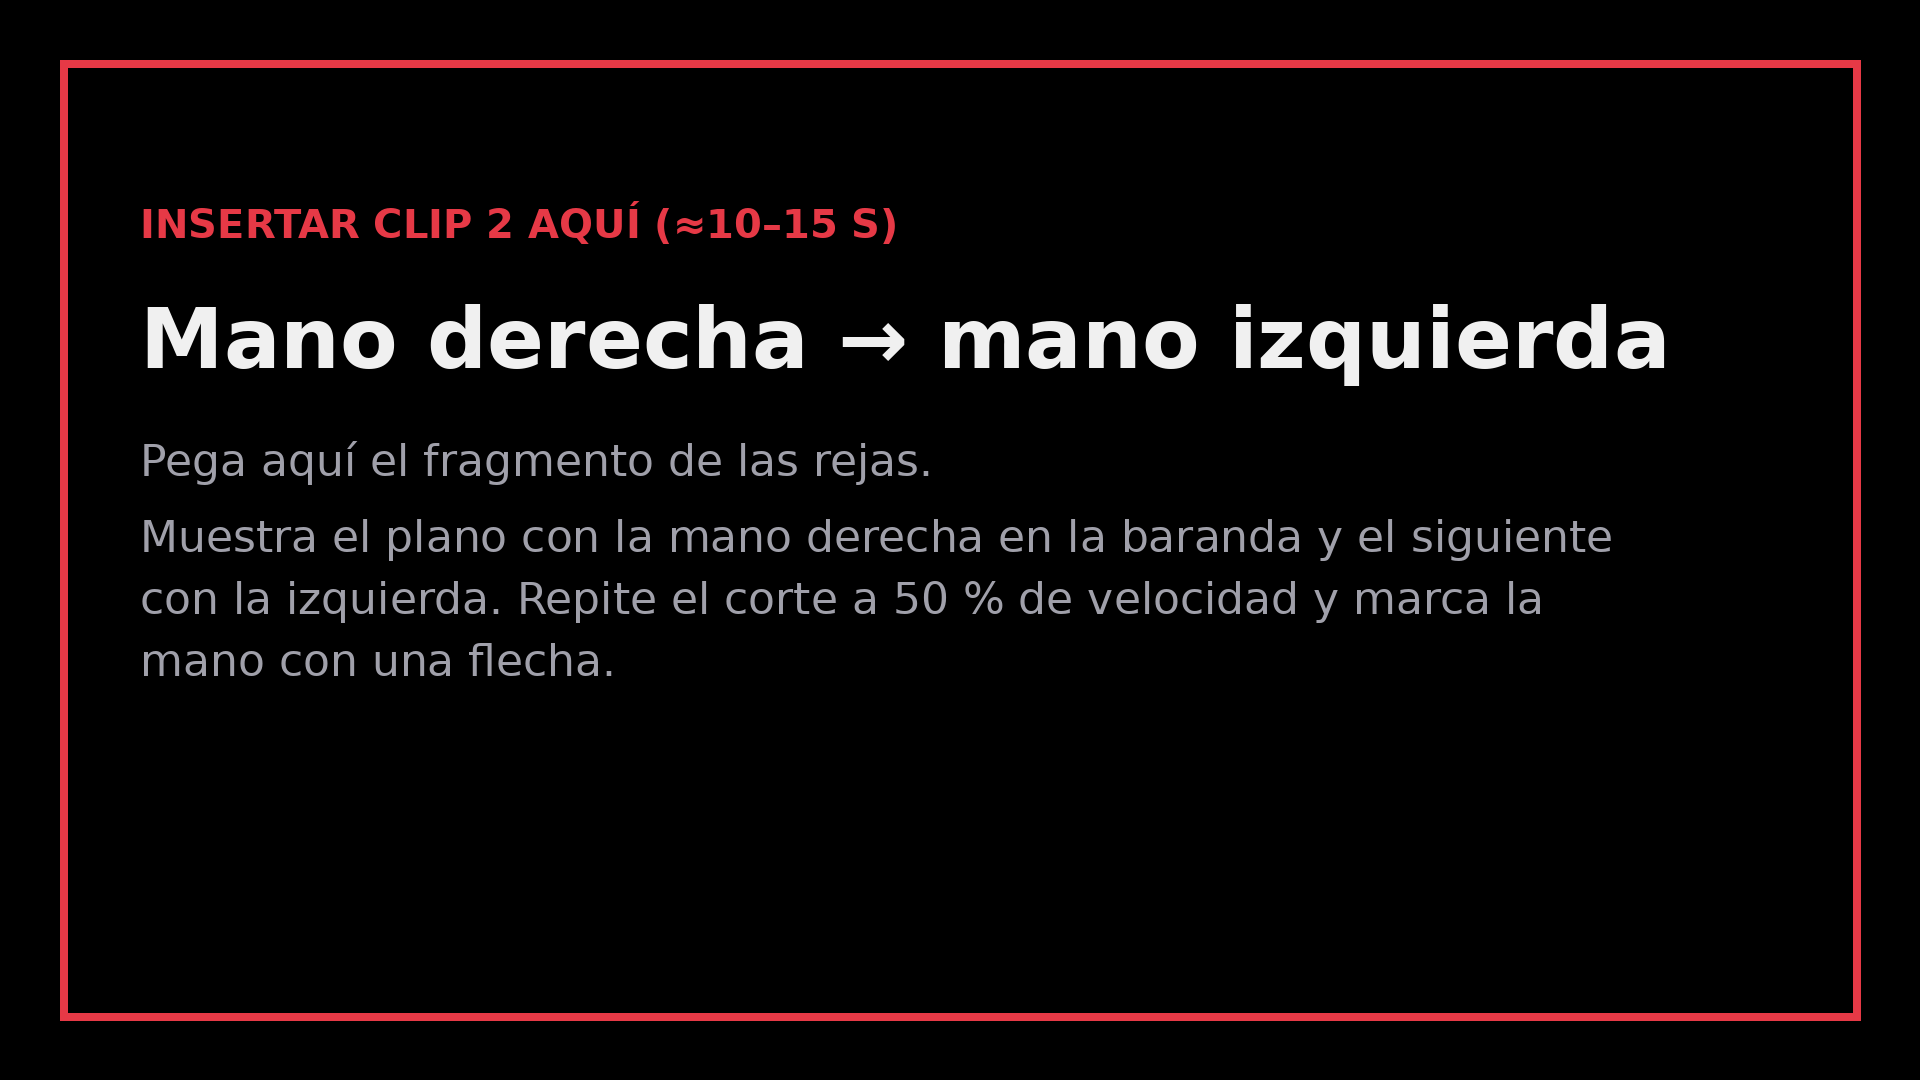 INSERTAR CLIP 2 AQUÍ (≈10–15 S)
Mano derecha → mano izquierda
Pega aquí el fragmento de las rejas.
Muestra el plano con la mano derecha en la baranda y el siguiente
con la izquierda. Repite el corte a 50 % de velocidad y marca la
mano con una flecha.